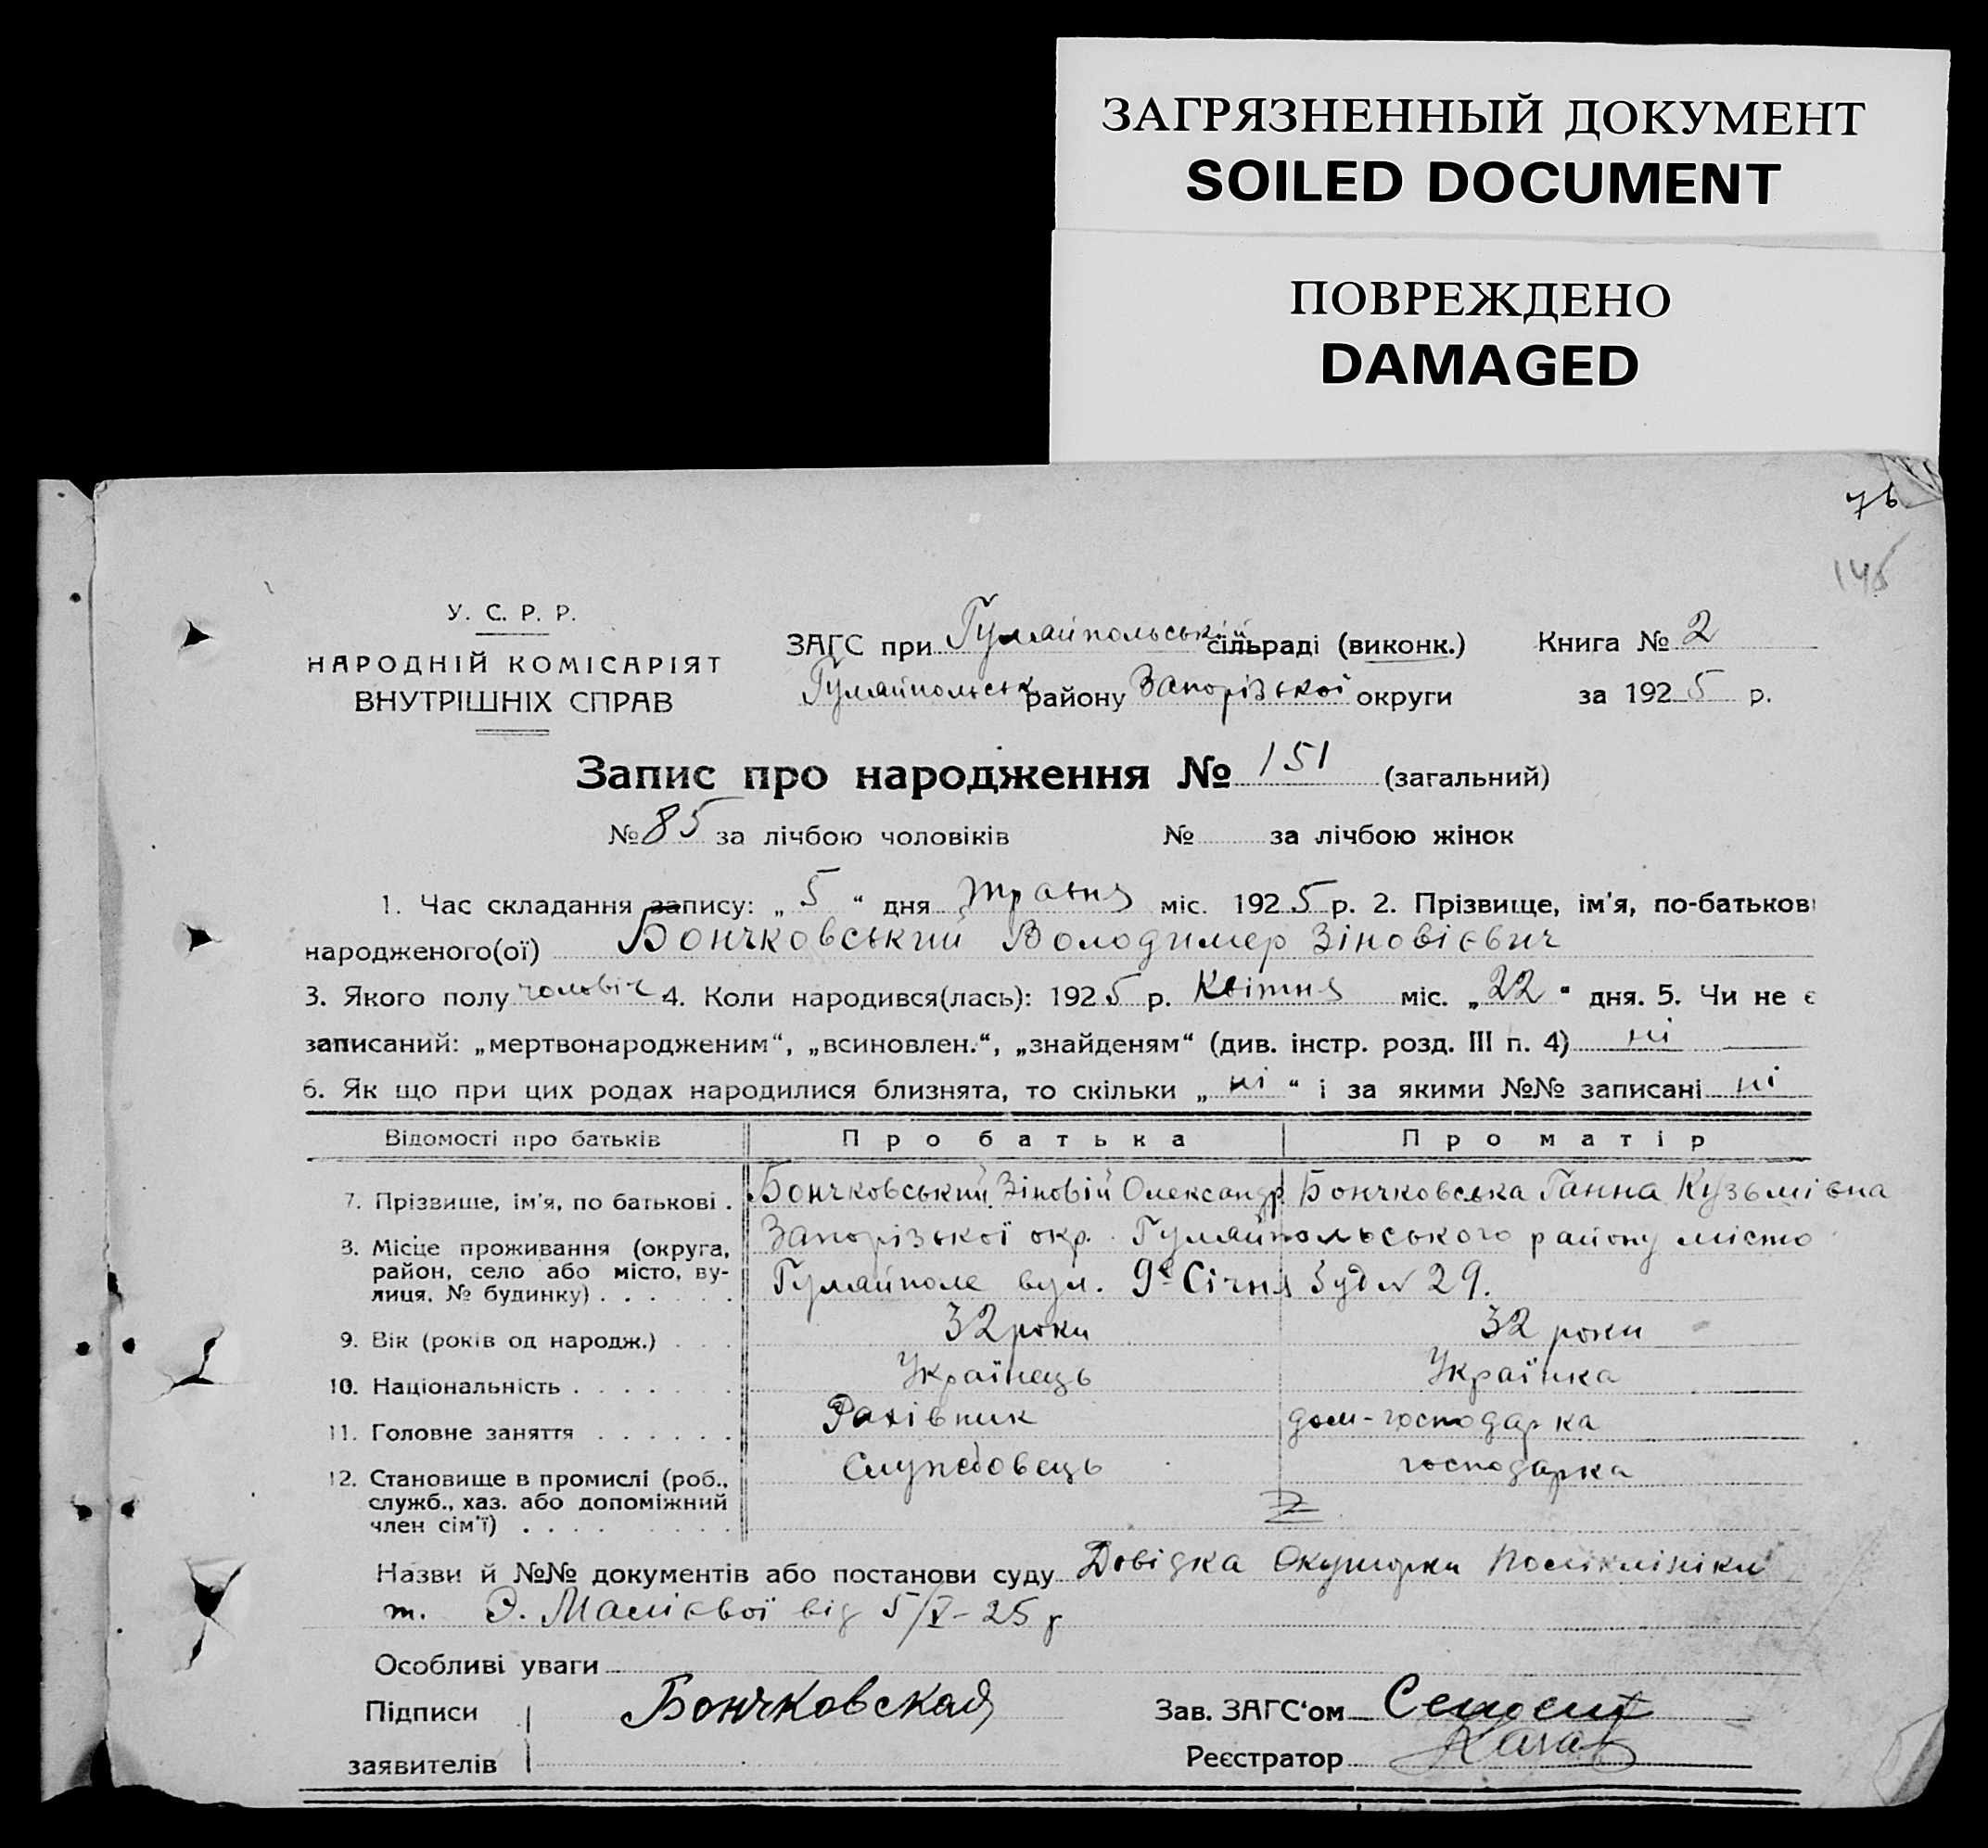 ЗАГРЯЗНЕННЫЙ ДОКУМЕНТ
SOILED DOCUMENT
ПОВРЕЖДЕНО
DAMAGED
76
145
У. С. Р. Р.
НАРОДНІЙ КОМІСАРІЯТ
ВНУТРІШНІХ СПРАВ
ЗАГС при Гуляйпольській сільраді (виконк.) Книга № 2
Гуляйпольськ району Запорізької округи за 1925 р.
Запис про народження № 151 (загальний)
№ 85 за лічбою чоловіків № за лічбою жінок
1. Час складання запису: „5“ дня травня міс. 1925 р. 2. Прізвище, ім'я, по-батькові
народженого(ої) Бончковський Володимер Зіновієвич
3. Якого полу чоловіч 4. Коли народився(лась): 1925 р. Квітня міс. „22“ дня. 5. Чи не є
записаний: „мертвонародженим“, „всиновлен.“, „знайденям“ (див. інстр. розд. III п. 4) ні
6. Як що при цих родах народилися близнята, то скільки „ні“ і за якими №№ записані ні
Відомості про батьків Про батька Про матір
7. Прізвище, ім'я, по батькові . Бончковський Зіновій Олександр Бончковська Ганна Кузьмівна
8. Місце проживання (округа, район, село або місто, вулиця, № будинку) . . . . . . Запорізької окр. Гуляйпольського району місто
Гуляйполе вул. 9е Січня буд № 29.
9. Вік (років од народж.) . . . 32 роки 32 роки
10. Національність . . . . . . . Українець Українка
11. Головне заняття . . . . . . Рахівник дом-господарка
12. Становище в промислі (роб., служб., хаз. або допоміжний член сім'ї) . . . . Службовець господарка
Назви й №№ документів або постанови суду Довідка Окушорки Поліклініки
т. Э. від 5/V-25 р
Особливі уваги
Підписи Бончковская Зав. ЗАГС'ом
заявителів Реєстратор